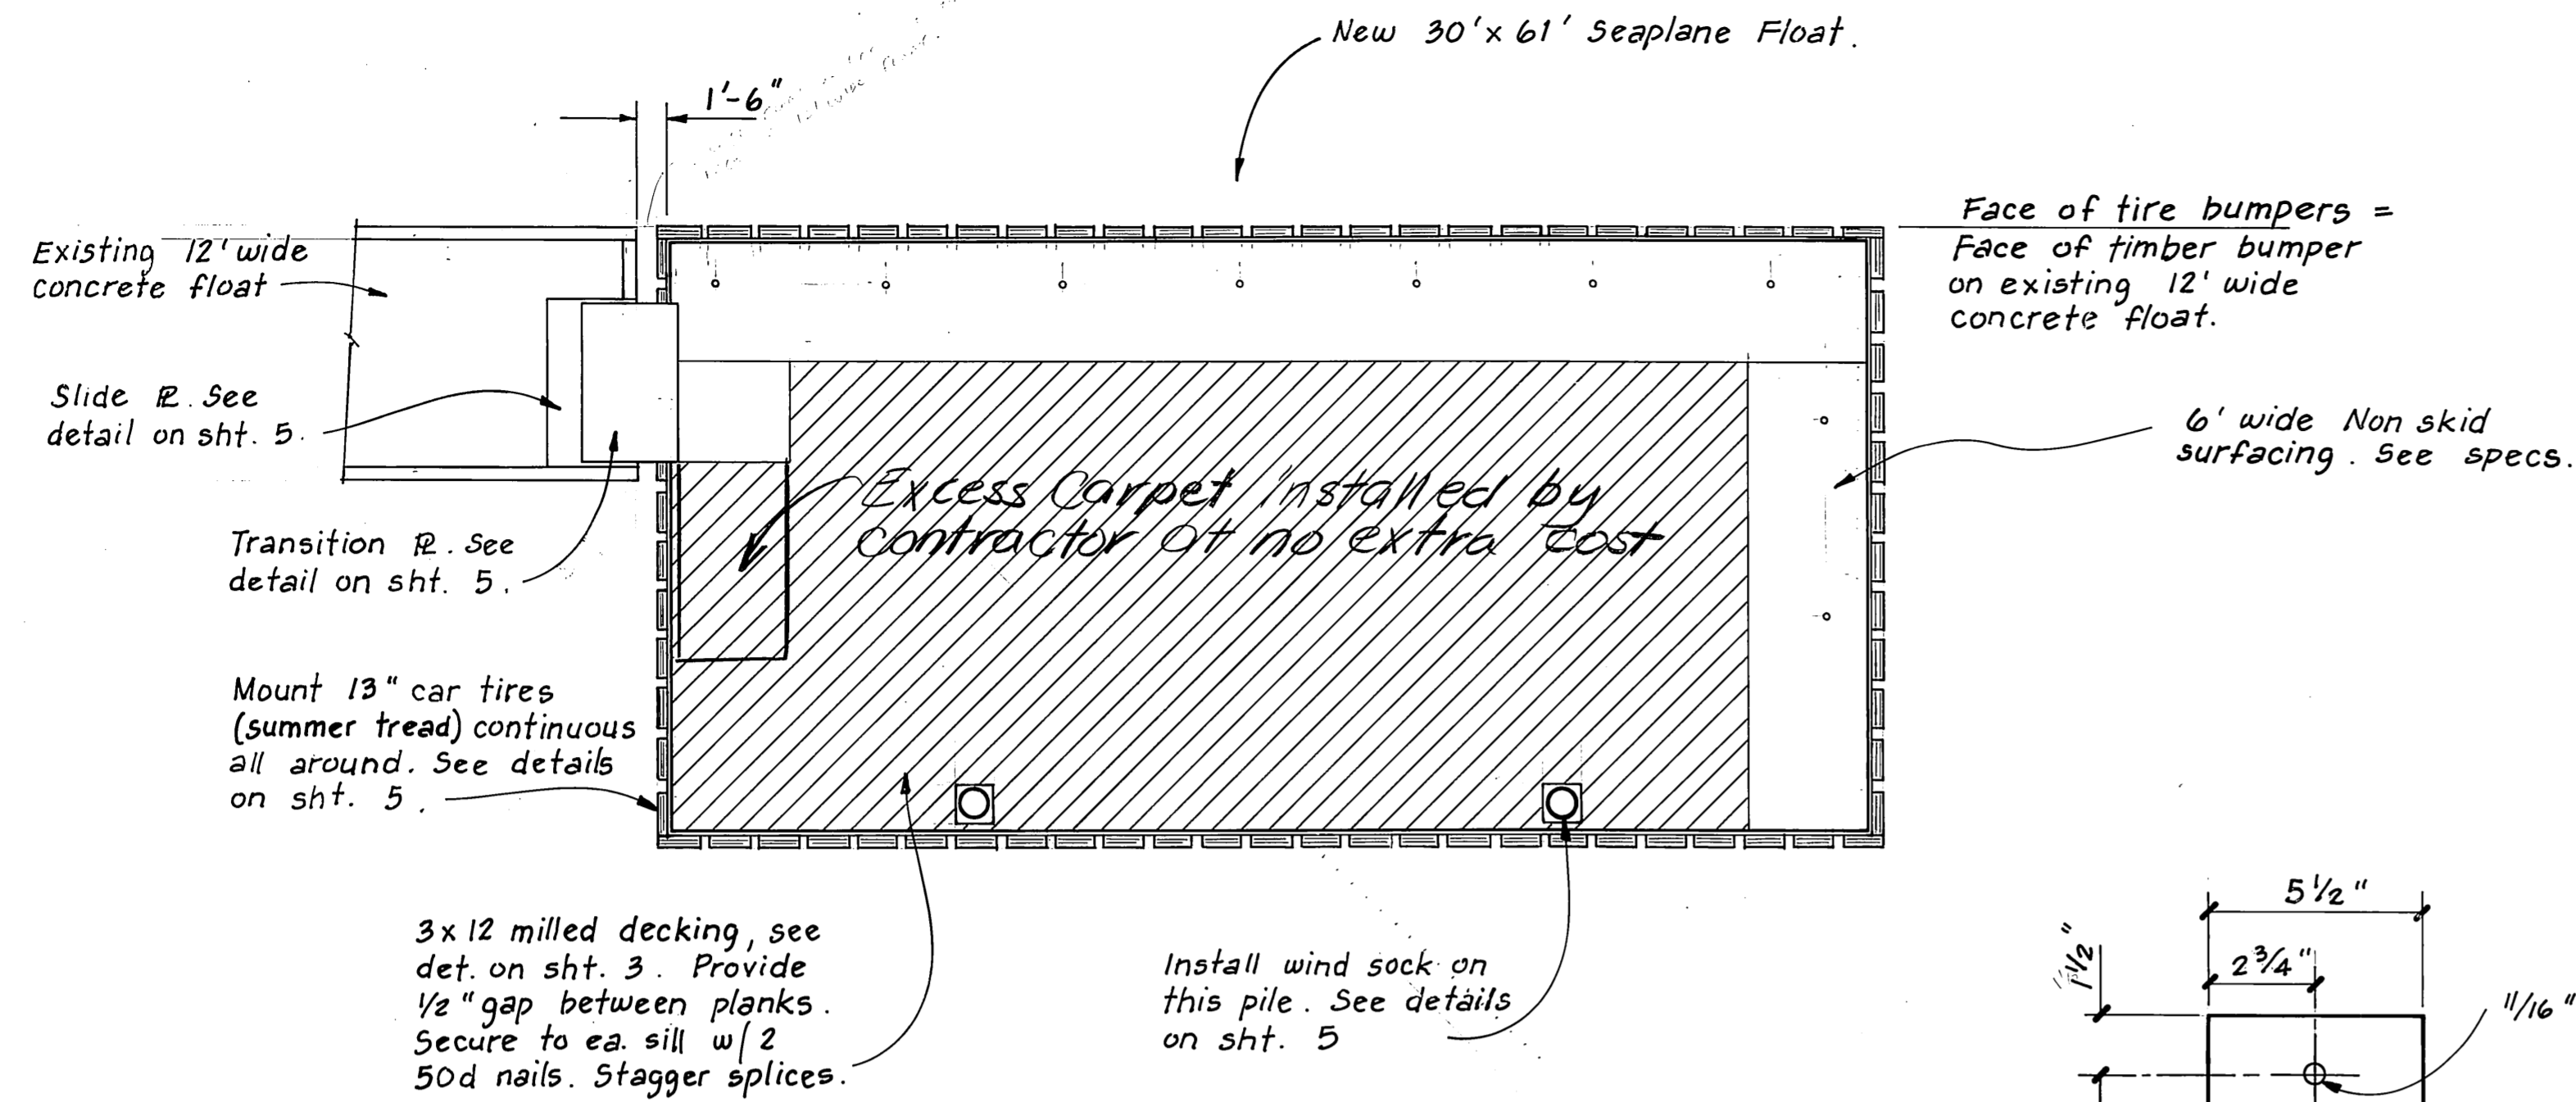 New 30'x 61' Seaplane Float.
1'-6"
Face of tire bumpers =
Face of timber bumper
on existing 12' wide
concrete float.
Existing 12' wide
concrete float
Slide ℞. See
detail on sht. 5.
6' wide Non skid
surfacing. See specs.
Excess Carpet installed by
contractor at no extra cost
Transition ℞. See
detail on sht. 5.
Mount 13" car tires
(summer tread) continuous
all around. See details
on sht. 5.
3x12 milled decking, see
det. on sht. 3. Provide
1/2" gap between planks.
Secure to ea. sill w/ 2
50d nails. Stagger splices.
Install wind sock on
this pile. See details
on sht. 5
5 1/2"
2 3/4"
1 1/2"
11/16"